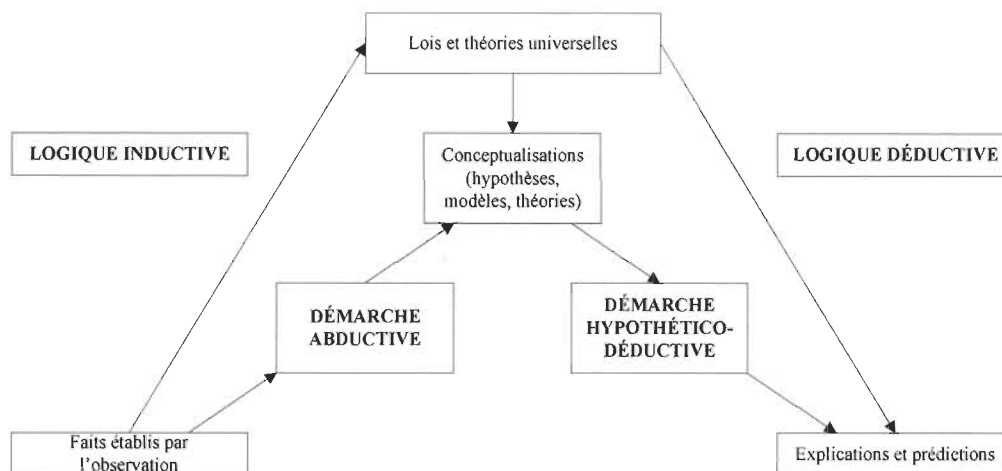 Lois et théories universelles
LOGIQUE INDUCTIVE
Conceptualisations
(hypothèses,
modèles, théories)
LOGIQUE DÉDUCTIVE
DÉMARCHE
ABDUCTIVE
DÉMARCHE
HYPOTHÉTICO-
DÉDUCTIVE
Faits établis par
l'observation
Explications et prédictions